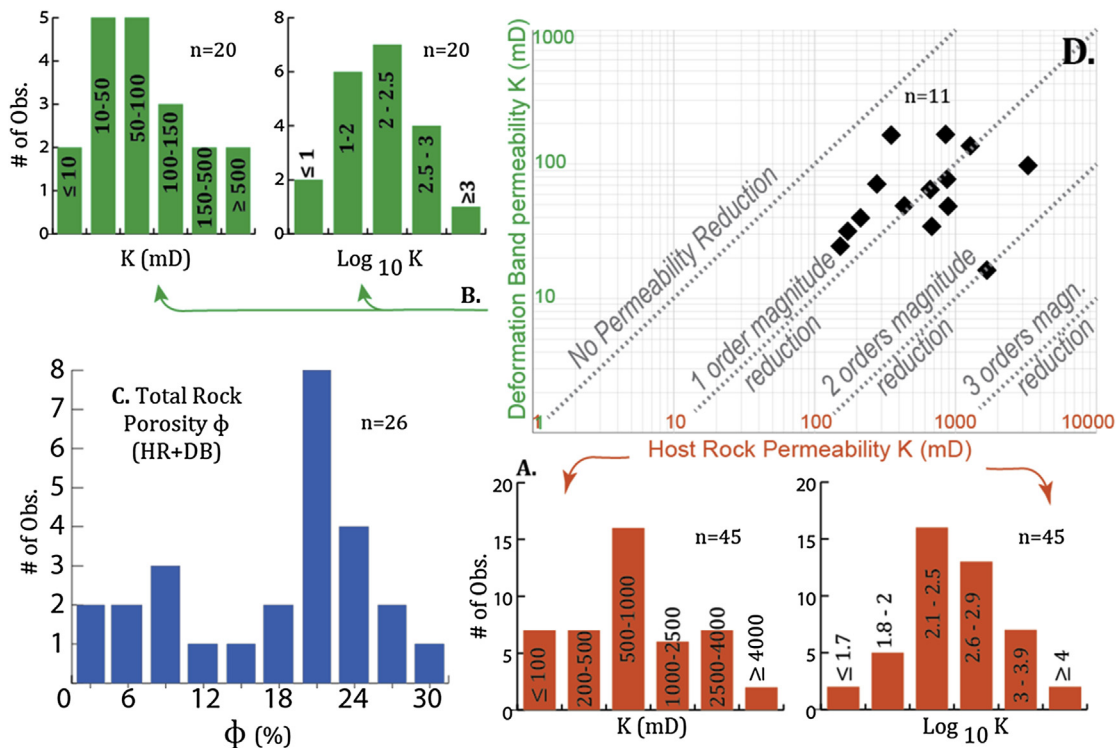 5
4
3
2
1
0
# of Obs.
n=20
≤ 10
10-50
50-100
100-150
150-500
≥ 500
K (mD)
8
6
4
2
0
n=20
≤ 1
1-2
2 - 2.5
2.5 - 3
≥3
Log 10 K
B.
D.
Deformation Band permeability K (mD)
1000
100
10
n=11
No Permeability Reduction
1 order magnitude
reduction
2 orders magnitude
reduction
3 orders magn.
reduction
1
10
100
1000
10000
Host Rock Permeability K (mD)
C. Total Rock
Porosity ϕ
(HR+DB)
n=26
# of Obs.
8
7
6
5
4
3
2
1
0
6
12
18
24
30
ϕ (%)
A.
20
15
10
5
0
# of Obs.
n=45
≤ 100
200-500
500-1000
1000-2500
2500-4000
≥ 4000
K (mD)
20
15
10
5
0
n=45
≤ 1.7
1.8 - 2
2.1 - 2.5
2.6 - 2.9
3 - 3.9
≥ 4
Log 10 K